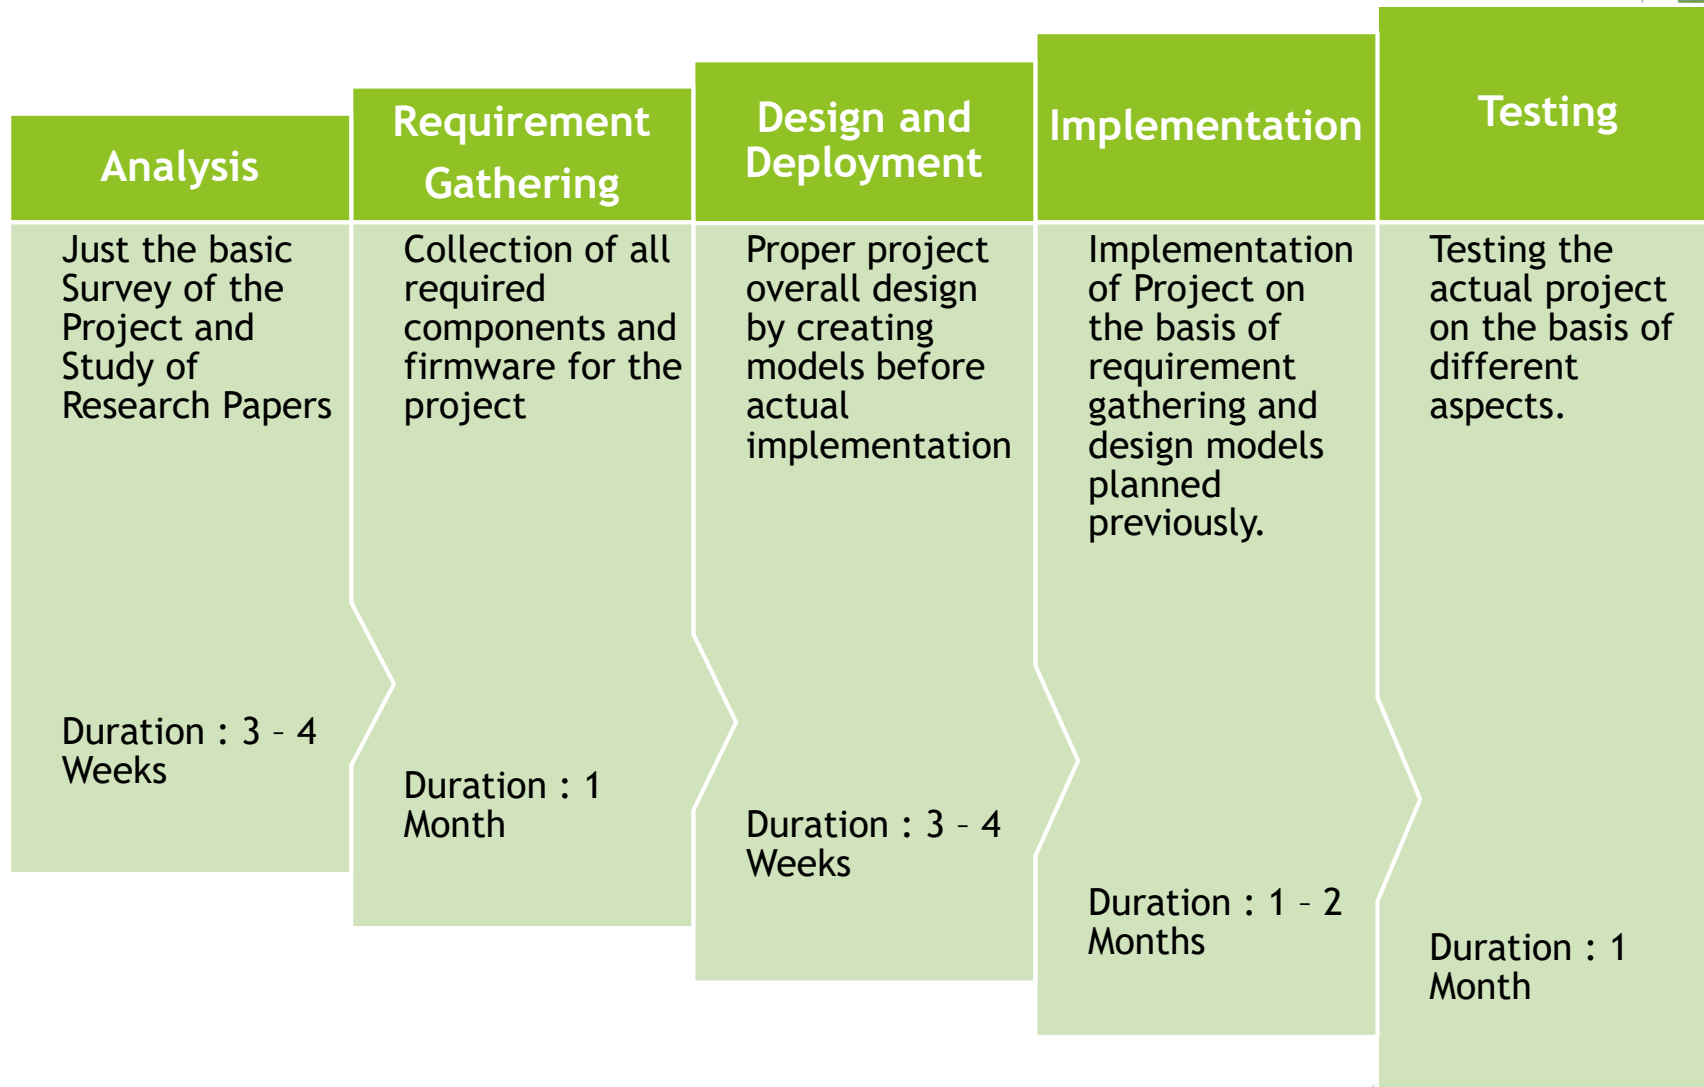 Analysis
Just the basic
Survey of the
Project and
Study of
Research Papers
Duration : 3 – 4
Weeks
Requirement
Gathering
Collection of all
required
components and
firmware for the
project
Duration : 1
Month
Design and
Deployment
Proper project
overall design
by creating
models before
actual
implementation
Duration : 3 – 4
Weeks
Implementation
Implementation
of Project on
the basis of
requirement
gathering and
design models
planned
previously.
Duration : 1 – 2
Months
Testing
Testing the
actual project
on the basis of
different
aspects.
Duration : 1
Month